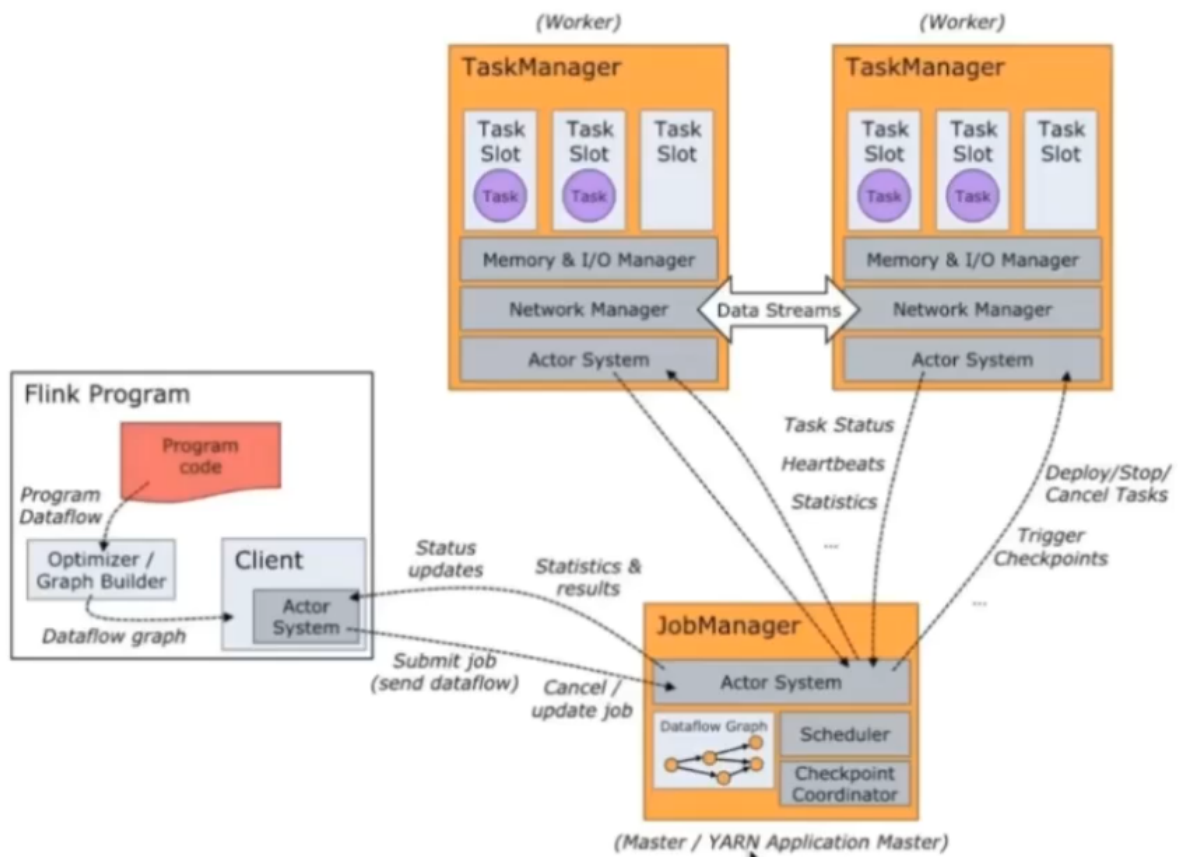 (Worker)
(Worker)
TaskManager
Task
Slot
Task
Task
Slot
Task
Task
Slot
Memory & I/O Manager
Network Manager
Actor System
Data Streams
TaskManager
Task
Slot
Task
Task
Slot
Task
Task
Slot
Memory & I/O Manager
Network Manager
Actor System
Flink Program
Program
code
Program
Dataflow
Optimizer /
Graph Builder
Dataflow graph
Client
Actor
System
Status
updates
Statistics &
results
Submit job
(send dataflow)
Cancel /
update job
Task Status
Heartbeats
Statistics
...
Deploy/Stop/
Cancel Tasks
Trigger
Checkpoints
...
JobManager
Actor System
Dataflow Graph
Scheduler
Checkpoint
Coordinator
(Master / YARN Application Master)